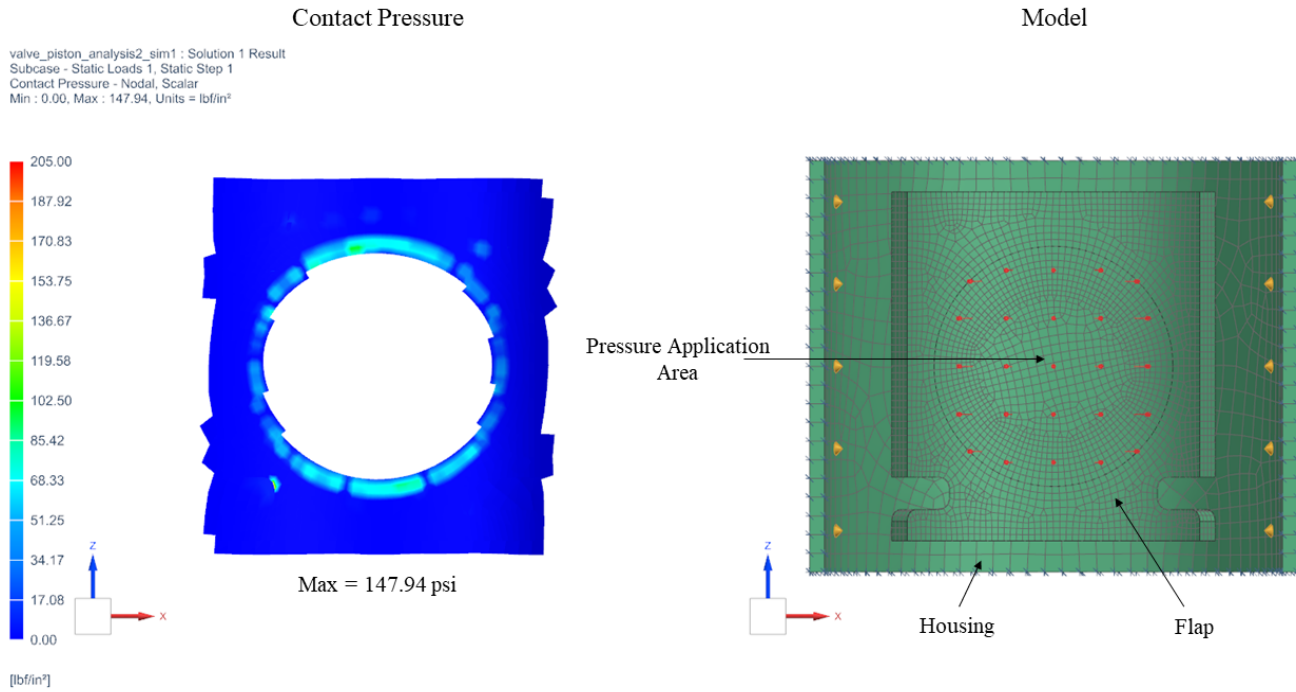 Contact Pressure
Model
valve_piston_analysis2_sim1 : Solution 1 Result
Subcase - Static Loads 1, Static Step 1
Contact Pressure - Nodal, Scalar
Min : 0.00, Max : 147.94, Units = lbf/in²
205.00
187.92
170.83
153.75
136.67
119.58
102.50
85.42
68.33
51.25
34.17
17.08
0.00
[lbf/in²]
Z
X
Max = 147.94 psi
Pressure Application
Area
Z
X
Housing
Flap